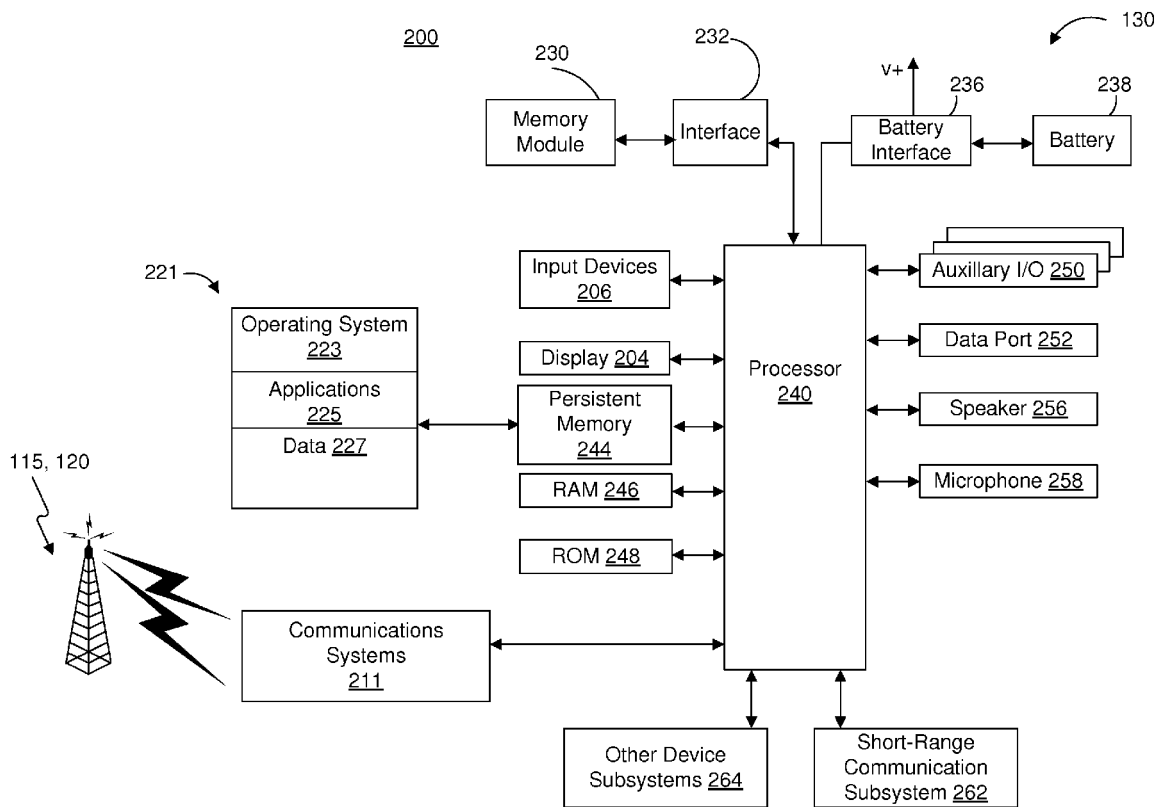 200
130
230
232
V+
236
238
Memory
Module
Interface
Battery
Interface
Battery
221
Operating System
223
Applications
225
Data 227
Input Devices
206
Display 204
Persistent
Memory
244
RAM 246
ROM 248
Processor
240
Auxillary I/O 250
Data Port 252
Speaker 256
Microphone 258
115, 120
Communications
Systems
211
Other Device
Subsystems 264
Short-Range
Communication
Subsystem 262